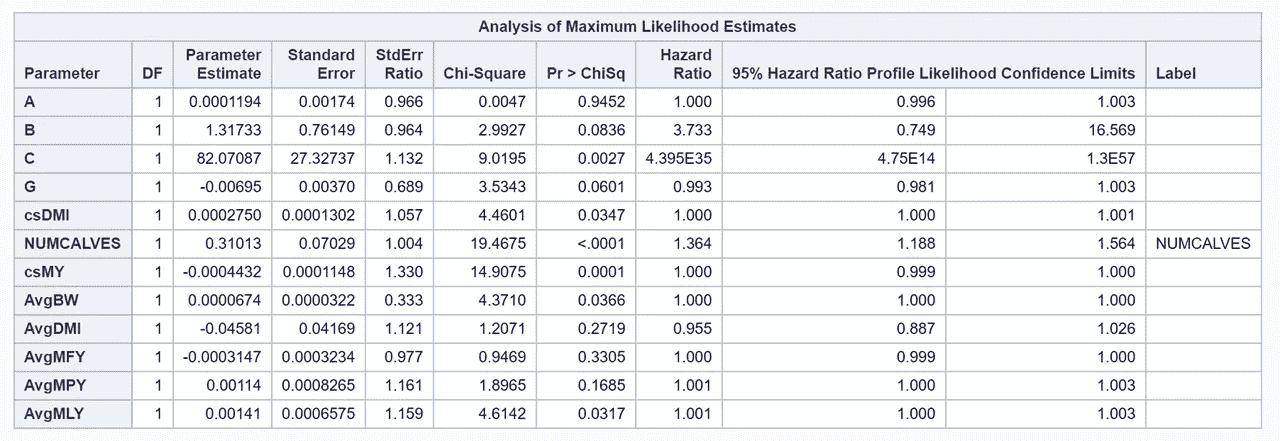 Analysis of Maximum Likelihood Estimates
Parameter DF Parameter Estimate Standard Error StdErr Ratio Chi-Square Pr > ChiSq Hazard Ratio 95% Hazard Ratio Profile Likelihood Confidence Limits Label
A 1 0.0001194 0.00174 0.966 0.0047 0.9452 1.000 0.996 1.003
B 1 1.31733 0.76149 0.964 2.9927 0.0836 3.733 0.749 16.569
C 1 82.07087 27.32737 1.132 9.0195 0.0027 4.395E35 4.75E14 1.3E57
G 1 -0.00695 0.00370 0.689 3.5343 0.0601 0.993 0.981 1.003
csDMI 1 0.0002750 0.0001302 1.057 4.4601 0.0347 1.000 1.000 1.001
NUMCALVES 1 0.31013 0.07029 1.004 19.4675 <.0001 1.364 1.188 1.564 NUMCALVES
csMY 1 -0.0004432 0.0001148 1.330 14.9075 0.0001 1.000 0.999 1.000
AvgBW 1 0.0000674 0.0000322 0.333 4.3710 0.0366 1.000 1.000 1.000
AvgDMI 1 -0.04581 0.04169 1.121 1.2071 0.2719 0.955 0.887 1.026
AvgMFY 1 -0.0003147 0.0003234 0.977 0.9469 0.3305 1.000 0.999 1.000
AvgMPY 1 0.00114 0.0008265 1.161 1.8965 0.1685 1.001 1.000 1.003
AvgMLY 1 0.00141 0.0006575 1.159 4.6142 0.0317 1.001 1.000 1.003